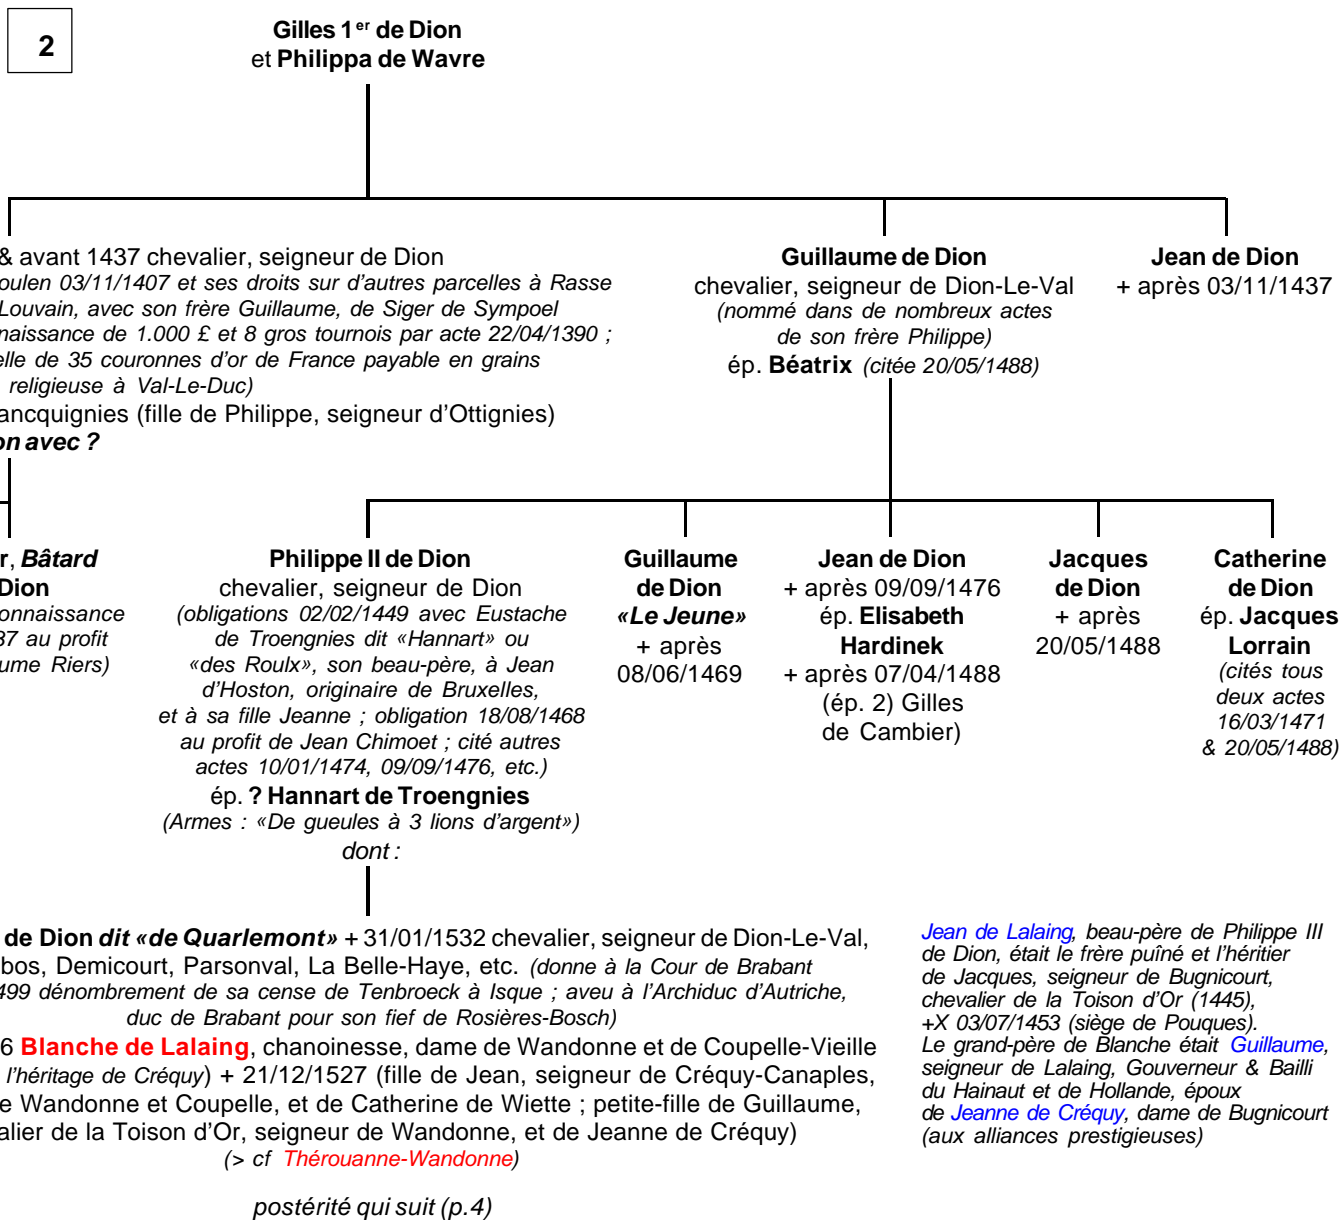 2
Gilles 1er de Dion
et Philippa de Wavre
& avant 1437 chevalier, seigneur de Dion
oulen 03/11/1407 et ses droits sur d'autres parcelles à Rasse
Louvain, avec son frère Guillaume, de Siger de Sympoel
naissance de 1.000 £ et 8 gros tournois par acte 22/04/1390 ;
elle de 35 couronnes d'or de France payable en grains
religieuse à Val-Le-Duc)
ancquignies (fille de Philippe, seigneur d'Ottignies)
on avec ?
Guillaume de Dion
chevalier, seigneur de Dion-Le-Val
(nommé dans de nombreux actes
de son frère Philippe)
ép. Béatrix (citée 20/05/1488)
Jean de Dion
+ après 03/11/1437
r, Bâtard
Dion
onnaissance
37 au profit
ume Riers)
Philippe II de Dion
chevalier, seigneur de Dion
(obligations 02/02/1449 avec Eustache
de Troengnies dit «Hannart» ou
«des Roulx», son beau-père, à Jean
d'Hoston, originaire de Bruxelles,
et à sa fille Jeanne ; obligation 18/08/1468
au profit de Jean Chimoet ; cité autres
actes 10/01/1474, 09/09/1476, etc.)
ép. ? Hannart de Troengnies
(Armes : «De gueules à 3 lions d'argent»)
dont :
Guillaume
de Dion
«Le Jeune»
+ après
08/06/1469
Jean de Dion
+ après 09/09/1476
ép. Elisabeth
Hardinek
+ après 07/04/1488
(ép. 2) Gilles
de Cambier)
Jacques
de Dion
+ après
20/05/1488
Catherine
de Dion
ép. Jacques
Lorrain
(cités tous
deux actes
16/03/1471
& 20/05/1488)
de Dion dit «de Quarlemont» + 31/01/1532 chevalier, seigneur de Dion-Le-Val,
bos, Demicourt, Parsonval, La Belle-Haye, etc. (donne à la Cour de Brabant
499 dénombrement de sa cense de Tenbroeck à Isque ; aveu à l'Archiduc d'Autriche,
duc de Brabant pour son fief de Rosières-Bosch)
6 Blanche de Lalaing, chanoinesse, dame de Wandonne et de Coupelle-Vieille
l'héritage de Créquy) + 21/12/1527 (fille de Jean, seigneur de Créquy-Canaples,
e Wandonne et Coupelle, et de Catherine de Wiette ; petite-fille de Guillaume,
alier de la Toison d'Or, seigneur de Wandonne, et de Jeanne de Créquy)
(> cf Thérouanne-Wandonne)
postérité qui suit (p.4)
Jean de Lalaing, beau-père de Philippe III
de Dion, était le frère puîné et l'héritier
de Jacques, seigneur de Bugnicourt,
chevalier de la Toison d'Or (1445),
+X 03/07/1453 (siège de Pouques).
Le grand-père de Blanche était Guillaume,
seigneur de Lalaing, Gouverneur & Bailli
du Hainaut et de Hollande, époux
de Jeanne de Créquy, dame de Bugnicourt
(aux alliances prestigieuses)